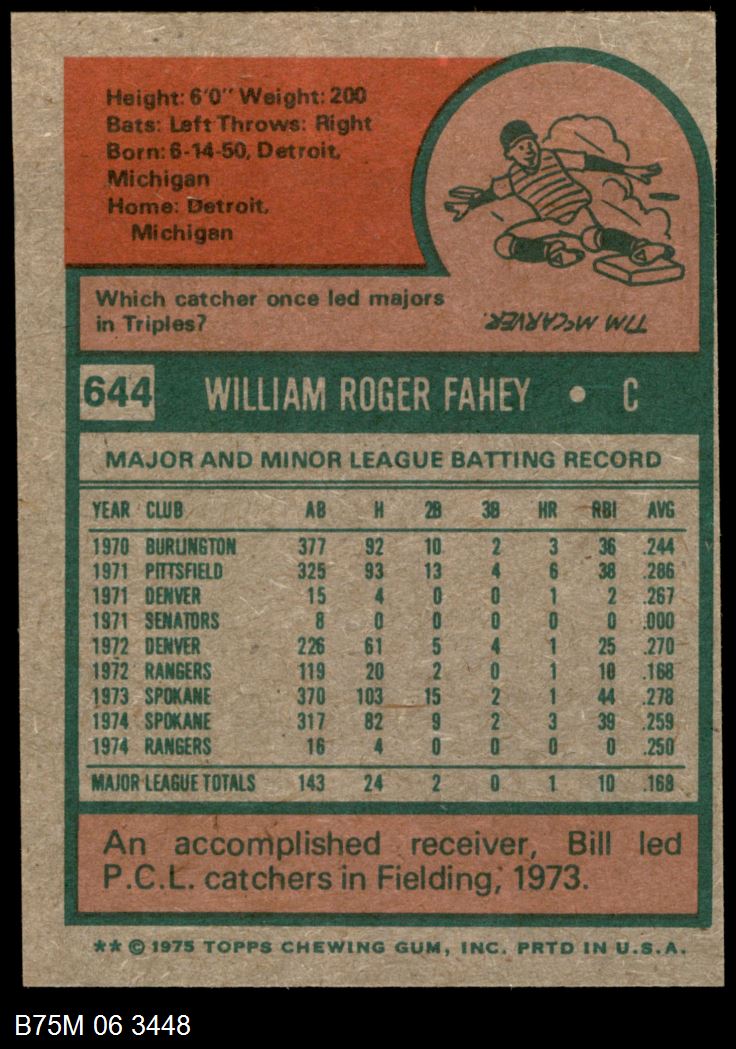 Height: 6'0" Weight: 200
Bats: Left Throws: Right
Born: 6-14-50, Detroit,
Michigan
Home: Detroit,
Michigan
Which catcher once led majors
in Triples?
TIM McCARVER.
644 WILLIAM ROGER FAHEY • C
MAJOR AND MINOR LEAGUE BATTING RECORD
YEAR CLUB AB H 2B 3B HR RBI AVG
1970 BURLINGTON 377 92 10 2 3 36 .244
1971 PITTSFIELD 325 93 13 4 6 38 .286
1971 DENVER 15 4 0 0 1 2 .267
1971 SENATORS 8 0 0 0 0 0 .000
1972 DENVER 226 61 5 4 1 25 .270
1972 RANGERS 119 20 2 0 1 10 .168
1973 SPOKANE 370 103 15 2 1 44 .278
1974 SPOKANE 317 82 9 2 3 39 .259
1974 RANGERS 16 4 0 0 0 0 .250
MAJOR LEAGUE TOTALS 143 24 2 0 1 10 .168
An accomplished receiver, Bill led
P.C.L. catchers in Fielding, 1973.
** © 1975 TOPPS CHEWING GUM, INC. PRTD IN U.S.A.
B75M 06 3448